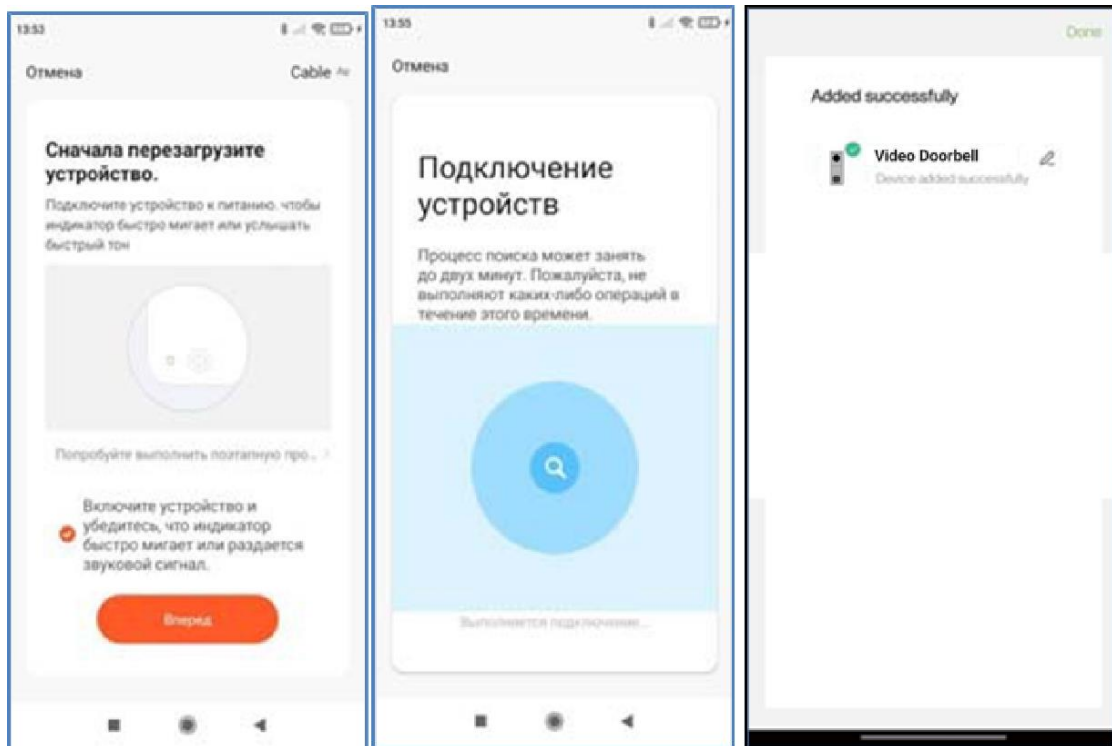 13:53
Отмена
Cable
Сначала перезагрузите
устройство.
Подключите устройство к питанию. чтобы
индикатор быстро мигает или услышать
быстрый тон
Попробуйте выполнить поэтапную про...
Включите устройство и
убедитесь, что индикатор
быстро мигает или раздается
звуковой сигнал.
Вперед
13:55
Отмена
Подключение
устройств
Процесс поиска может занять
до двух минут. Пожалуйста, не
выполняют каких-либо операций в
течение этого времени.
Выполняется подключение...
Done
Added successfully
Video Doorbell
Device added successfully